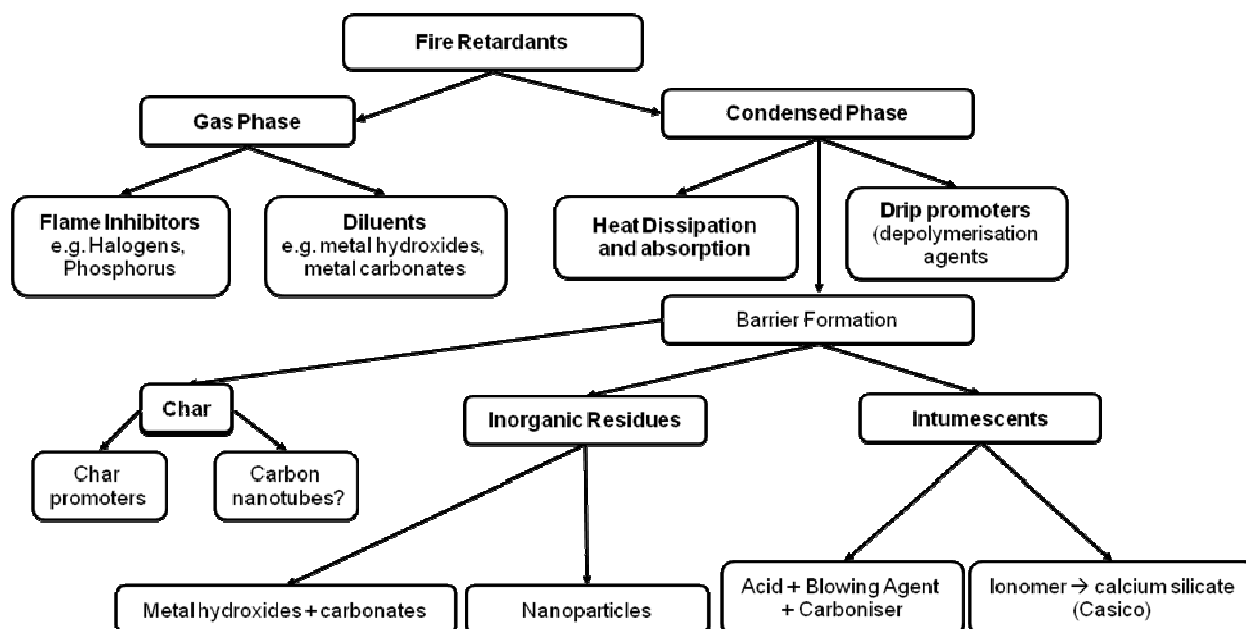 Fire Retardants
Gas Phase
Condensed Phase
Flame Inhibitors
e.g. Halogens,
Phosphorus
Diluents
e.g. metal hydroxides,
metal carbonates
Heat Dissipation
and absorption
Drip promoters
(depolymerisation
agents
Barrier Formation
Char
Inorganic Residues
Intumescents
Char
promoters
Carbon
nanotubes?
Metal hydroxides + carbonates
Nanoparticles
Acid + Blowing Agent
+ Carboniser
Ionomer → calcium silicate
(Casico)